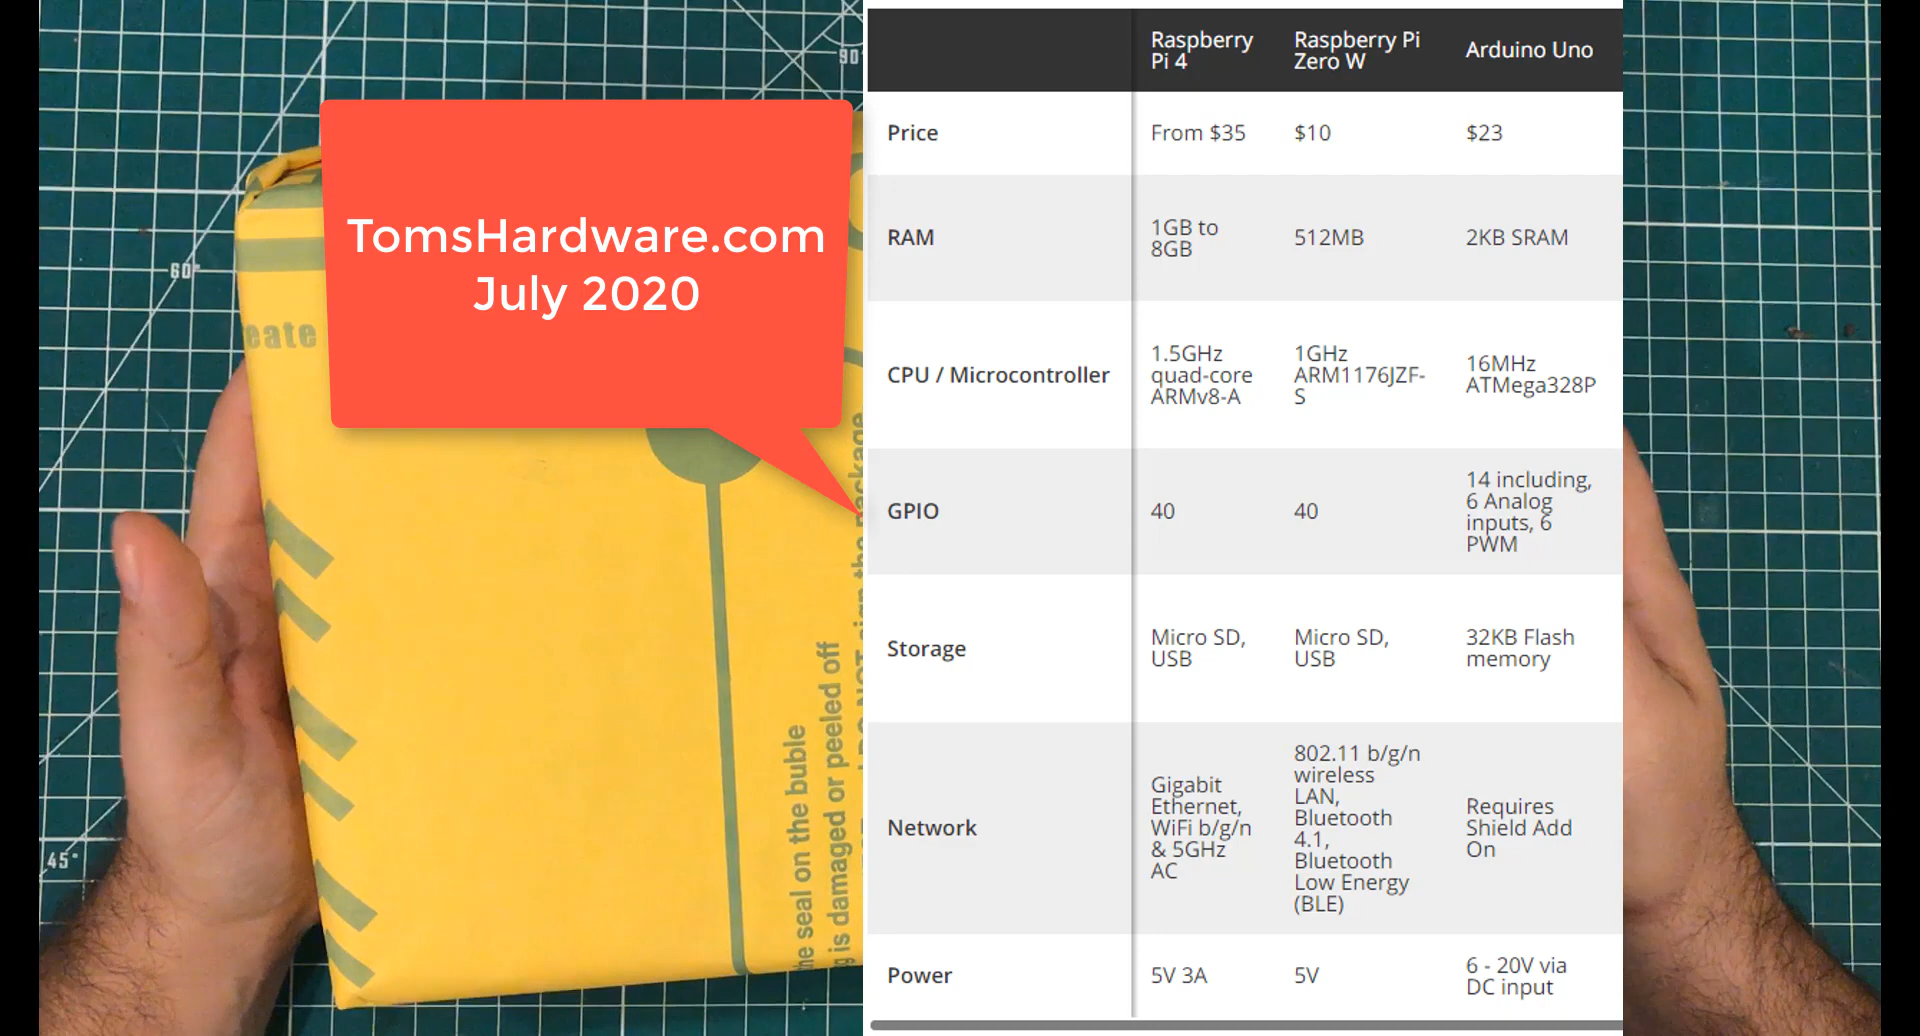 TomsHardware.com
July 2020
90°
60°
45°
eate
the package
the seal on the buble
is damaged or peeled off
Raspberry
Pi 4
Raspberry Pi
Zero W
Arduino Uno
Price
From $35
$10
$23
RAM
1GB to
8GB
512MB
2KB SRAM
CPU / Microcontroller
1.5GHz
quad-core
ARMv8-A
1GHz
ARM1176JZF-
S
16MHz
ATMega328P
GPIO
40
40
14 including,
6 Analog
inputs, 6
PWM
Storage
Micro SD,
USB
Micro SD,
USB
32KB Flash
memory
Network
Gigabit
Ethernet,
WiFi b/g/n
& 5GHz
AC
802.11 b/g/n
wireless
LAN,
Bluetooth
4.1,
Bluetooth
Low Energy
(BLE)
Requires
Shield Add
On
Power
5V 3A
5V
6 - 20V via
DC input